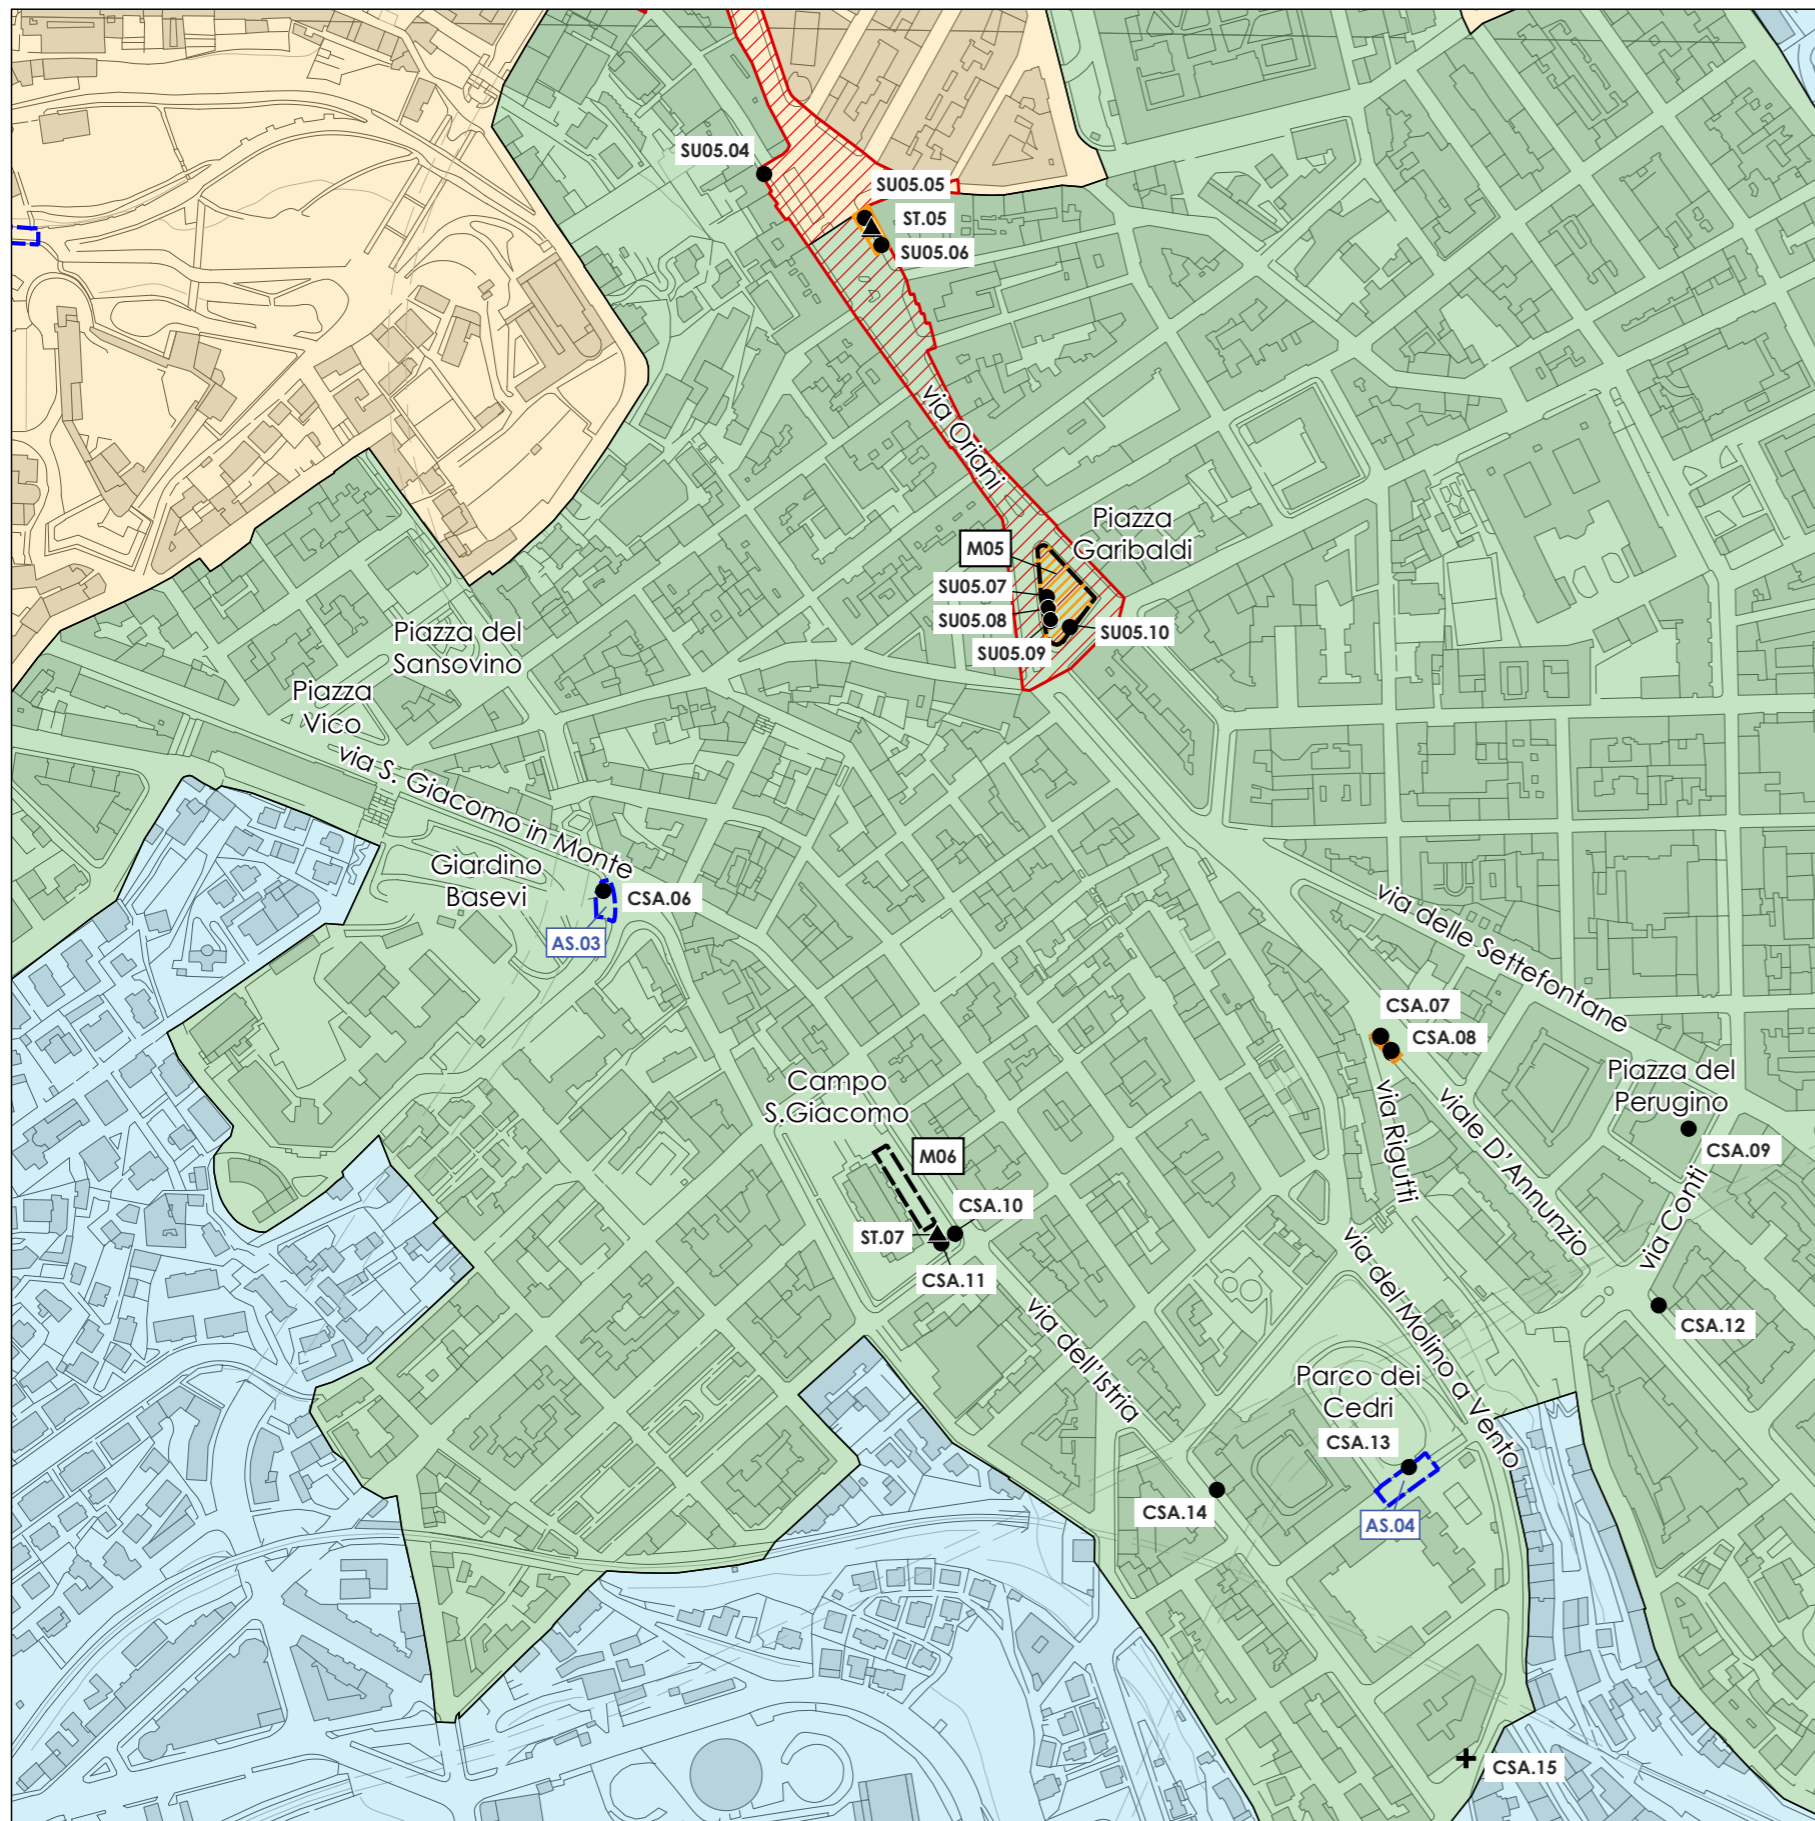 SU05.04
SU05.05
ST.05
SU05.06
via Oriani
Piazza
Garibaldi
M05
SU05.07
SU05.08
SU05.10
SU05.09
Piazza del
Sansovino
Piazza
Vico
via S. Giacomo in Monte
Giardino
Basevi
CSA.06
AS.03
via delle Settefontane
CSA.07
CSA.08
Piazza del
Perugino
CSA.09
Campo
S.Giacomo
via Rigutti
viale D'Annunzio
M06
CSA.10
ST.07
CSA.11
via Conti
via del Molino a Vento
CSA.12
via dell'Istria
Parco dei
Cedri
CSA.13
CSA.14
AS.04
CSA.15